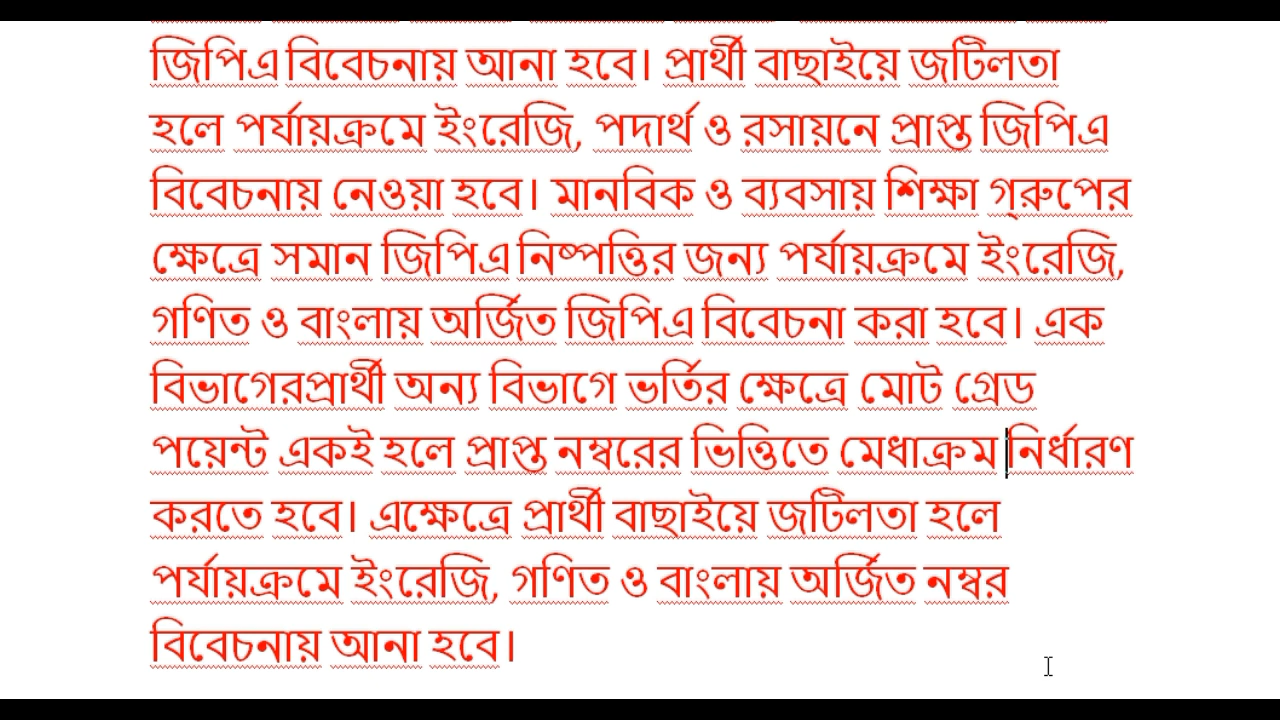 জিপিএ বিবেচনায় আনা হবে। প্রার্থী বাছাইয়ে জটিলতা
হলে পর্যায়ক্রমে ইংরেজি, পদার্থ ও রসায়নে প্রাপ্ত জিপিএ
বিবেচনায় নেওয়া হবে। মানবিক ও ব্যবসায় শিক্ষা গ্রুপের
ক্ষেত্রে সমান জিপিএ নিষ্পত্তির জন্য পর্যায়ক্রমে ইংরেজি,
গণিত ও বাংলায় অর্জিত জিপিএ বিবেচনা করা হবে। এক
বিভাগেরপ্রার্থী অন্য বিভাগে ভর্তির ক্ষেত্রে মোট গ্রেড
পয়েন্ট একই হলে প্রাপ্ত নম্বরের ভিত্তিতে মেধাক্রম নির্ধারণ
করতে হবে। এক্ষেত্রে প্রার্থী বাছাইয়ে জটিলতা হলে
পর্যায়ক্রমে ইংরেজি, গণিত ও বাংলায় অর্জিত নম্বর
বিবেচনায় আনা হবে।